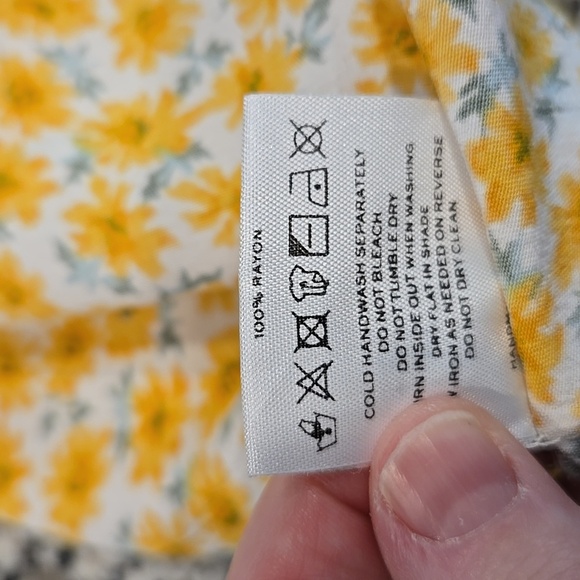 100% RAYON
COLD HANDWASH SEPARATELY
DO NOT BLEACH
DO NOT TUMBLE DRY
RN INSIDE OUT WHEN WASHING
DRY FLAT IN SHADE
IRON AS NEEDED ON REVERSE
DO NOT DRY CLEAN